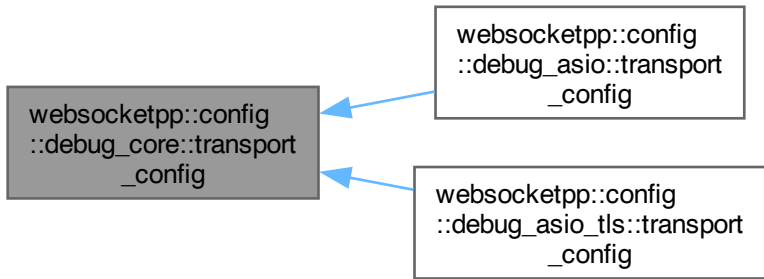 websocketpp::config
::debug_core::transport
_config
websocketpp::config
::debug_asio::transport
_config
websocketpp::config
::debug_asio_tls::transport
_config